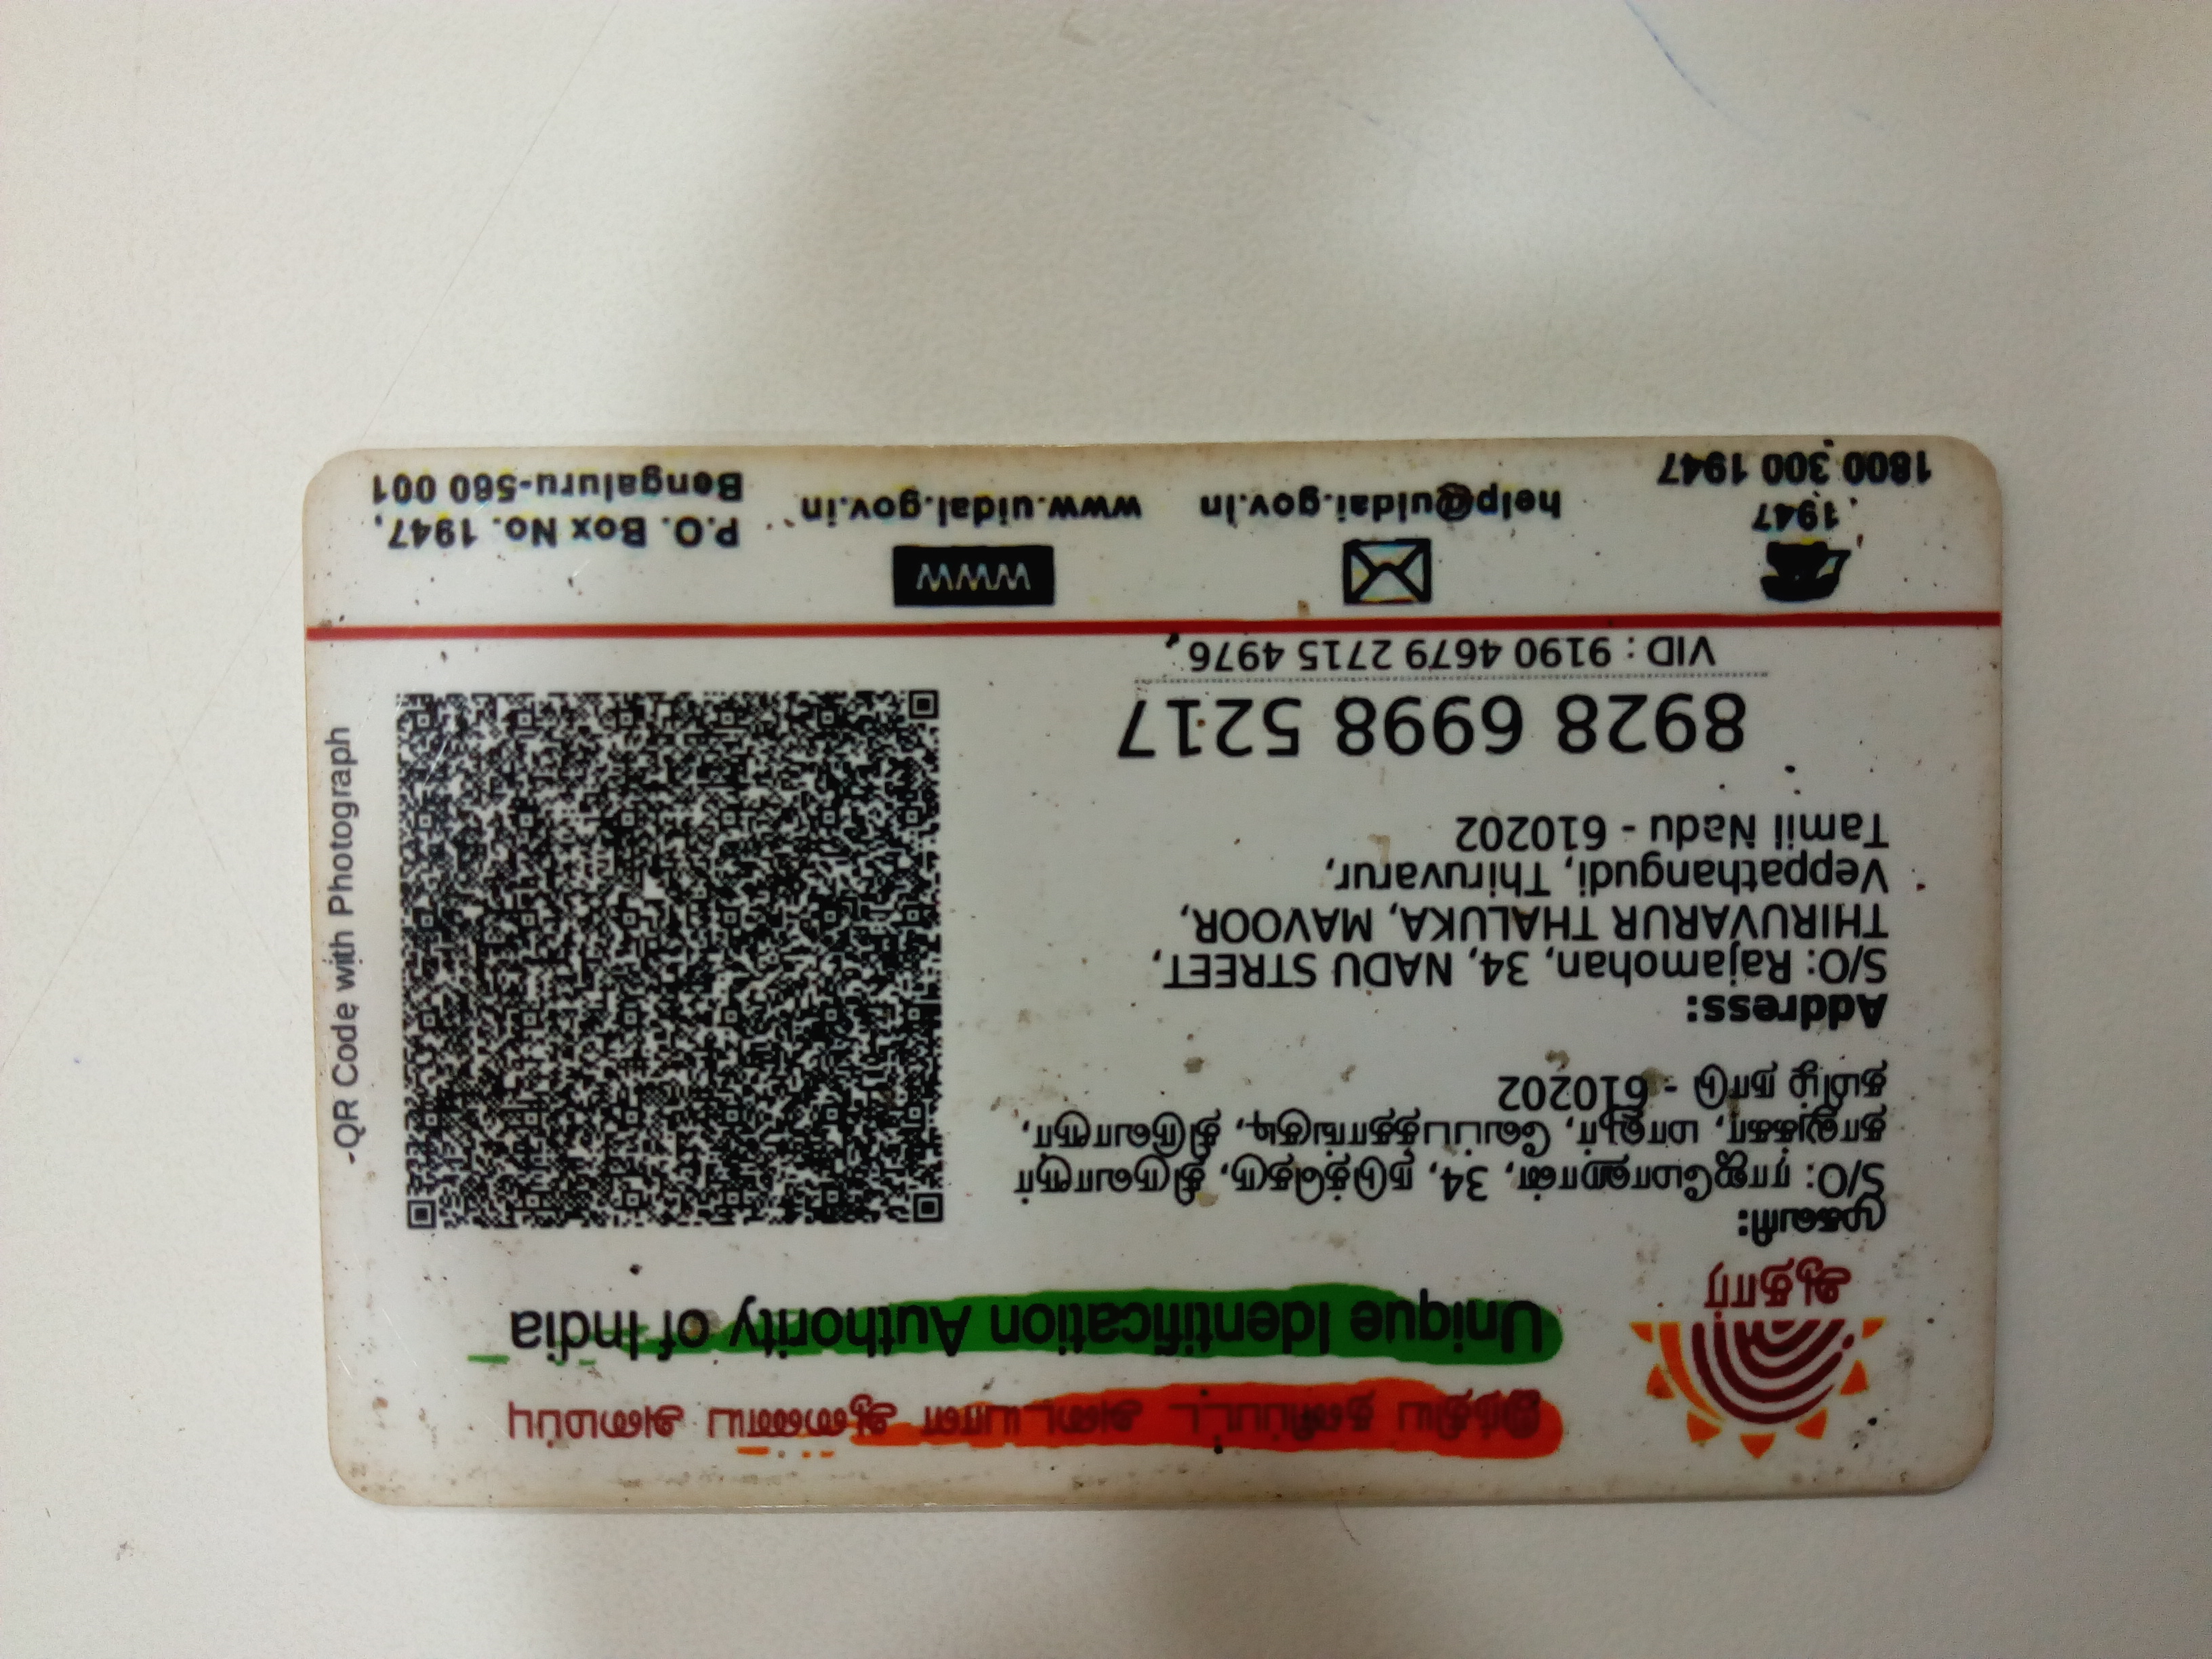 இந்திய தனிப்பட்ட அடையாள ஆணைய அமைப்பு
Unique Identification Authority of India
ஆதார்
முகவரி:
S/O: ராஜமோஹான், 34, நடுத்தெரு, திருவாரூர்
தாலுக்கா, மாவூர், வேப்பத்தாங்குடி, திருவாரூர்,
தமிழ் நாடு - 610202
Address:
S/O: Rajamohan, 34, NADU STREET,
THIRUVARUR THALUKA, MAVOOR,
Veppathangudi, Thiruvarur,
Tamil Nadu - 610202
8928 6998 5217
VID : 9190 4679 2715 4976
-QR Code with Photograph
1947
1800 300 1947
help@uidai.gov.in
WWW
www.uidai.gov.in
P.O. Box No. 1947,
Bengaluru-560 001